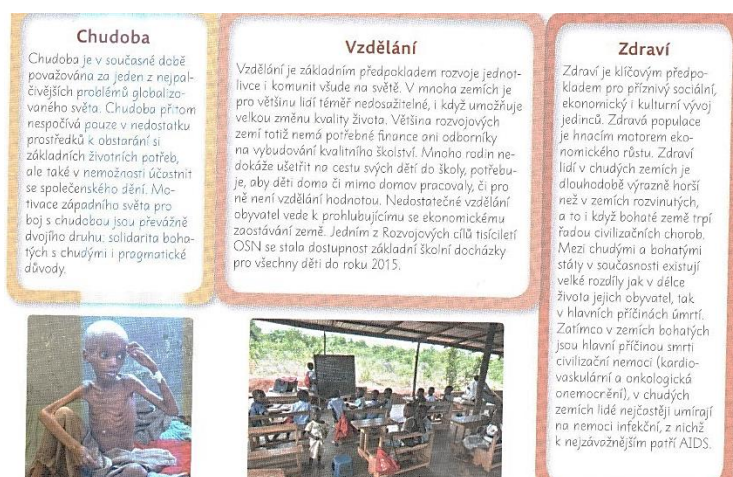 Chudoba
Chudoba je v současné době
považována za jeden z nejpal-
čivějších problémů globalizo-
vaného světa. Chudoba přitom
nespočívá pouze v nedostatku
prostředků k obstarání si
základních životních potřeb,
ale také v nemožnosti účastnit
se společenského dění. Mo-
tivace západního světa pro
boj s chudobou jsou převážně
dvojího druhu: solidarita boha-
tých s chudými i pragmatické
důvody.
Vzdělání
Vzdělání je základním předpokladem rozvoje jednot-
livce i komunit všude na světě. V mnoha zemích je
pro většinu lidí téměř nedosažitelné, i když umožňuje
velkou změnu kvality života. Většina rozvojových
zemí totiž nemá potřebné finance ani odborníky
na vybudování kvalitního školství. Mnoho rodin ne-
dokáže ušetřit na cestu svých dětí do školy, potřebu-
je, aby děti doma či mimo domov pracovaly, či pro
ně není vzdělání hodnotou. Nedostatečné vzdělání
obyvatel vede k prohlubujícímu se ekonomickému
zaostávání země. Jedním z Rozvojových cílů tisíciletí
OSN se stala dostupnost základní školní docházky
pro všechny děti do roku 2015.
Zdraví
Zdraví je klíčovým předpo-
kladem pro příznivý sociální,
ekonomický i kulturní vývoj
jedinců. Zdravá populace
je hnacím motorem eko-
nomického růstu. Zdraví
lidí v chudých zemích je
dlouhodobě výrazně horší
než v zemích rozvinutých,
a to i když bohaté země trpí
řadou civilizačních chorob.
Mezi chudými a bohatými
státy v současnosti existují
velké rozdíly jak v délce
života jejich obyvatel, tak
v hlavních příčinách úmrtí.
Zatímco v zemích bohatých
jsou hlavní příčinou smrti
civilizační nemoci (kardio-
vaskulární a onkologická
onemocnění), v chudých
zemích lidé nejčastěji umírají
na nemoci infekční, z nichž
k nejzávažnějším patří AIDS.